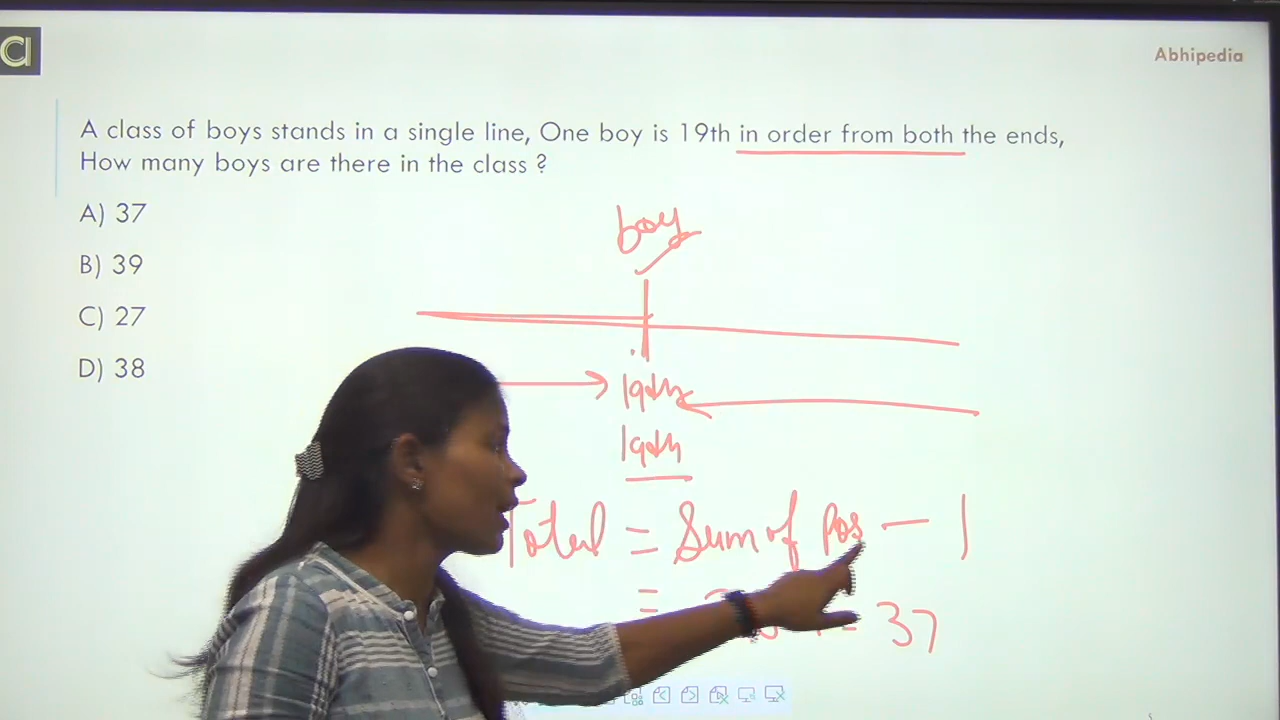 Abhipedia
A class of boys stands in a single line, One boy is 19th in order from both the ends,
How many boys are there in the class ?
A) 37
B) 39
C) 27
D) 38
boy
19th
19th
Total = Sum of Pos - 1
= 37